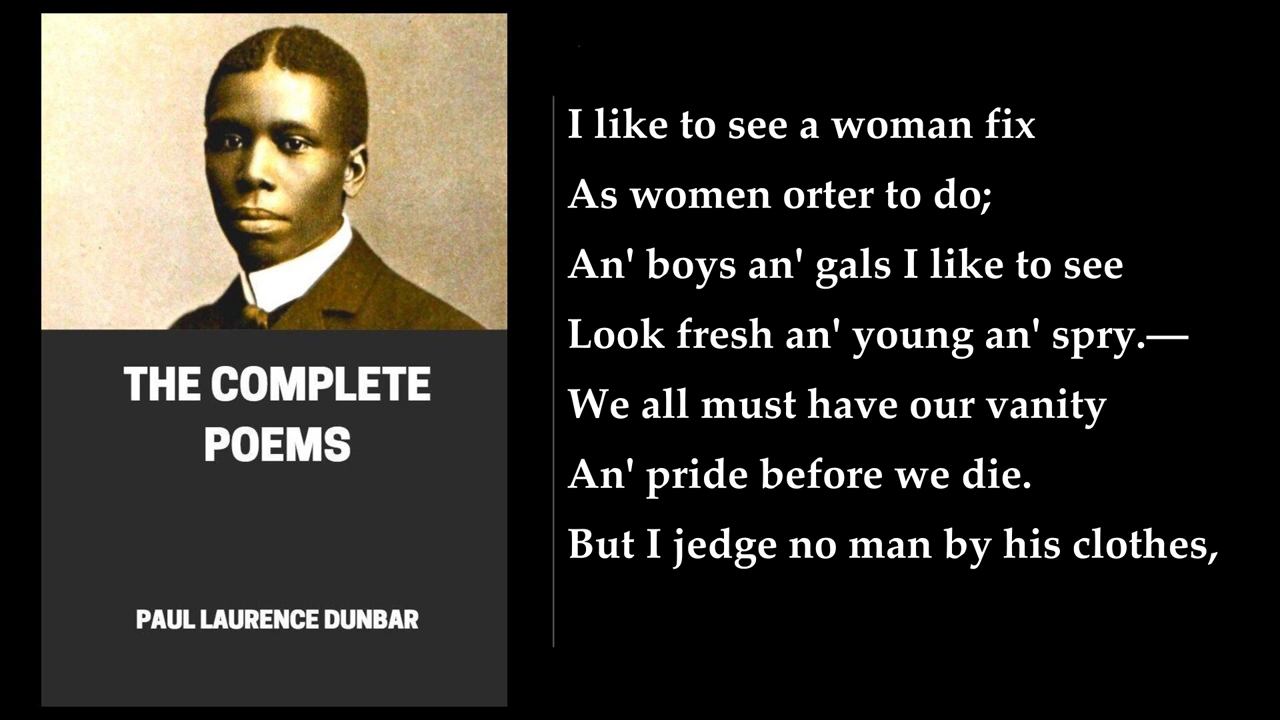 THE COMPLETE
POEMS
PAUL LAURENCE DUNBAR
I like to see a woman fix
As women orter to do;
An' boys an' gals I like to see
Look fresh an' young an' spry.—
We all must have our vanity
An' pride before we die.
But I jedge no man by his clothes,